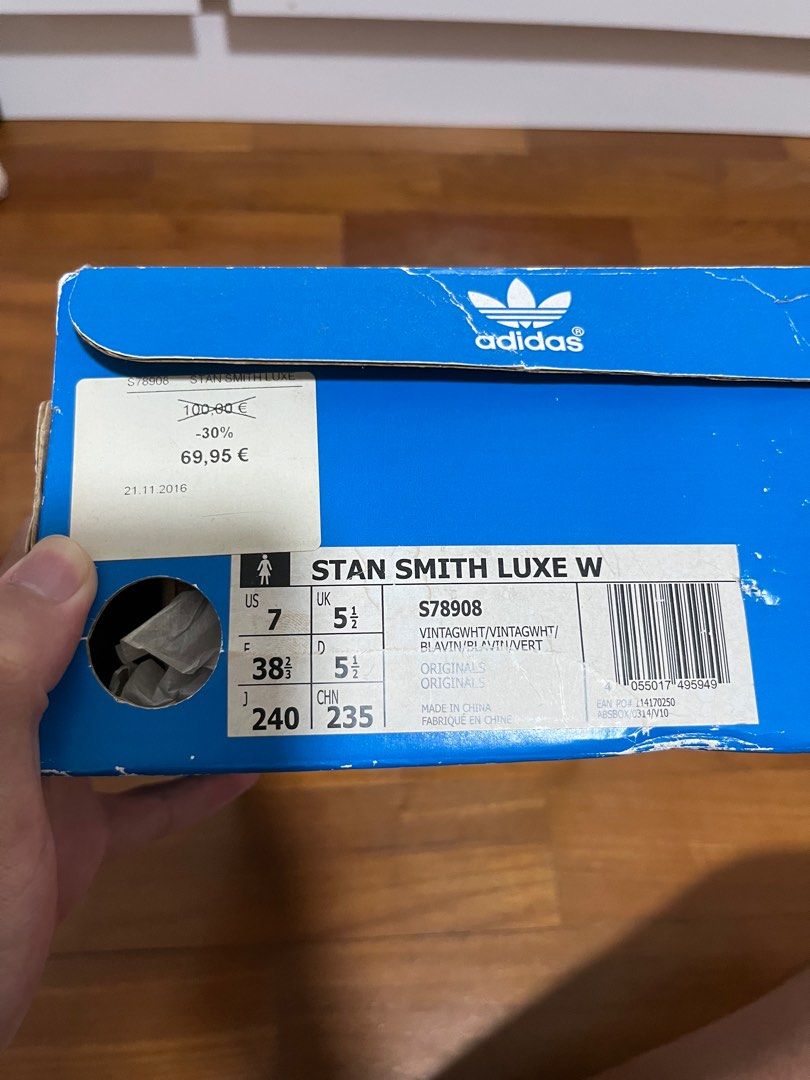 adidas®
S78908 STAN SMITH LUXE
100,00 €
-30%
69,95 €
21.11.2016
STAN SMITH LUXE W
US 7
UK 5½
F 38⅔
D 5½
J 240
CHN 235
S78908
VINTAGWHT/VINTAGWHT/
BLAVIN/BLAVIN/VERT
ORIGINALS
ORIGINALS
MADE IN CHINA
FABRIQUÉ EN CHINE
4 055017 495949
EAN PO#
ABSBOX/0314/V10